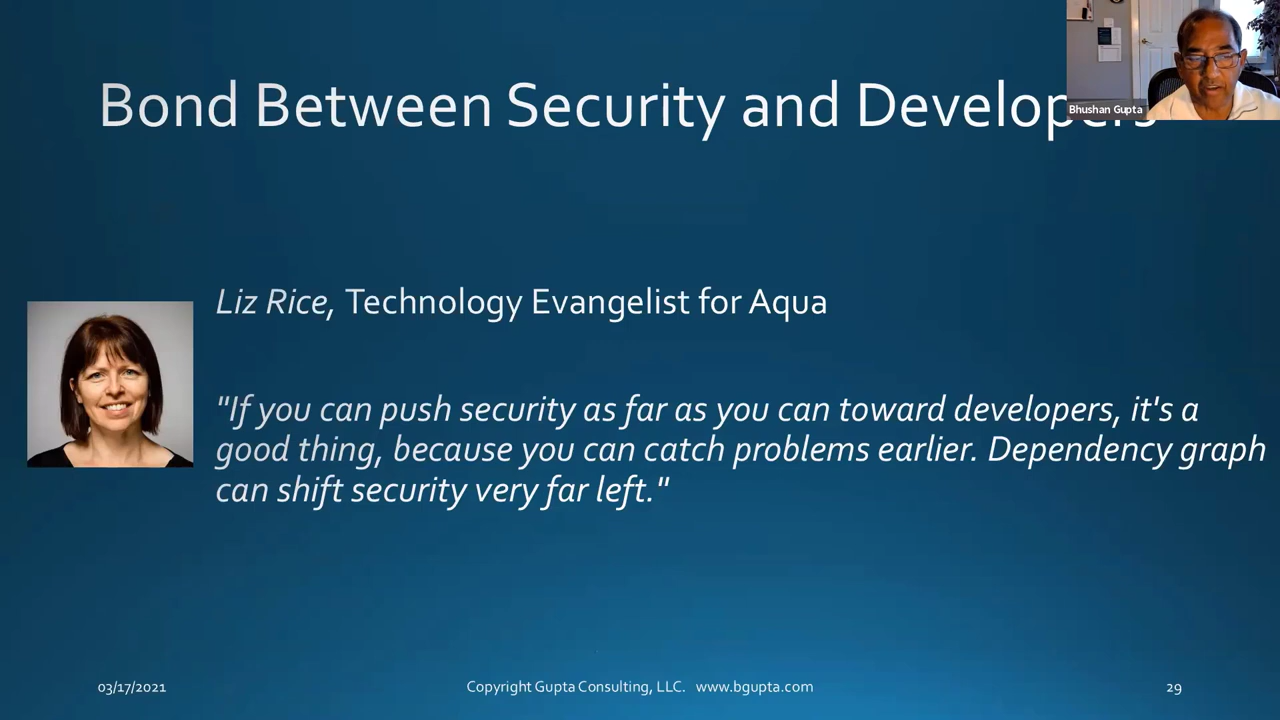 Bond Between Security and Developers
Bhushan Gupta
Liz Rice, Technology Evangelist for Aqua
"If you can push security as far as you can toward developers, it's a
good thing, because you can catch problems earlier. Dependency graph
can shift security very far left."
03/17/2021
Copyright Gupta Consulting, LLC. www.bgupta.com
29